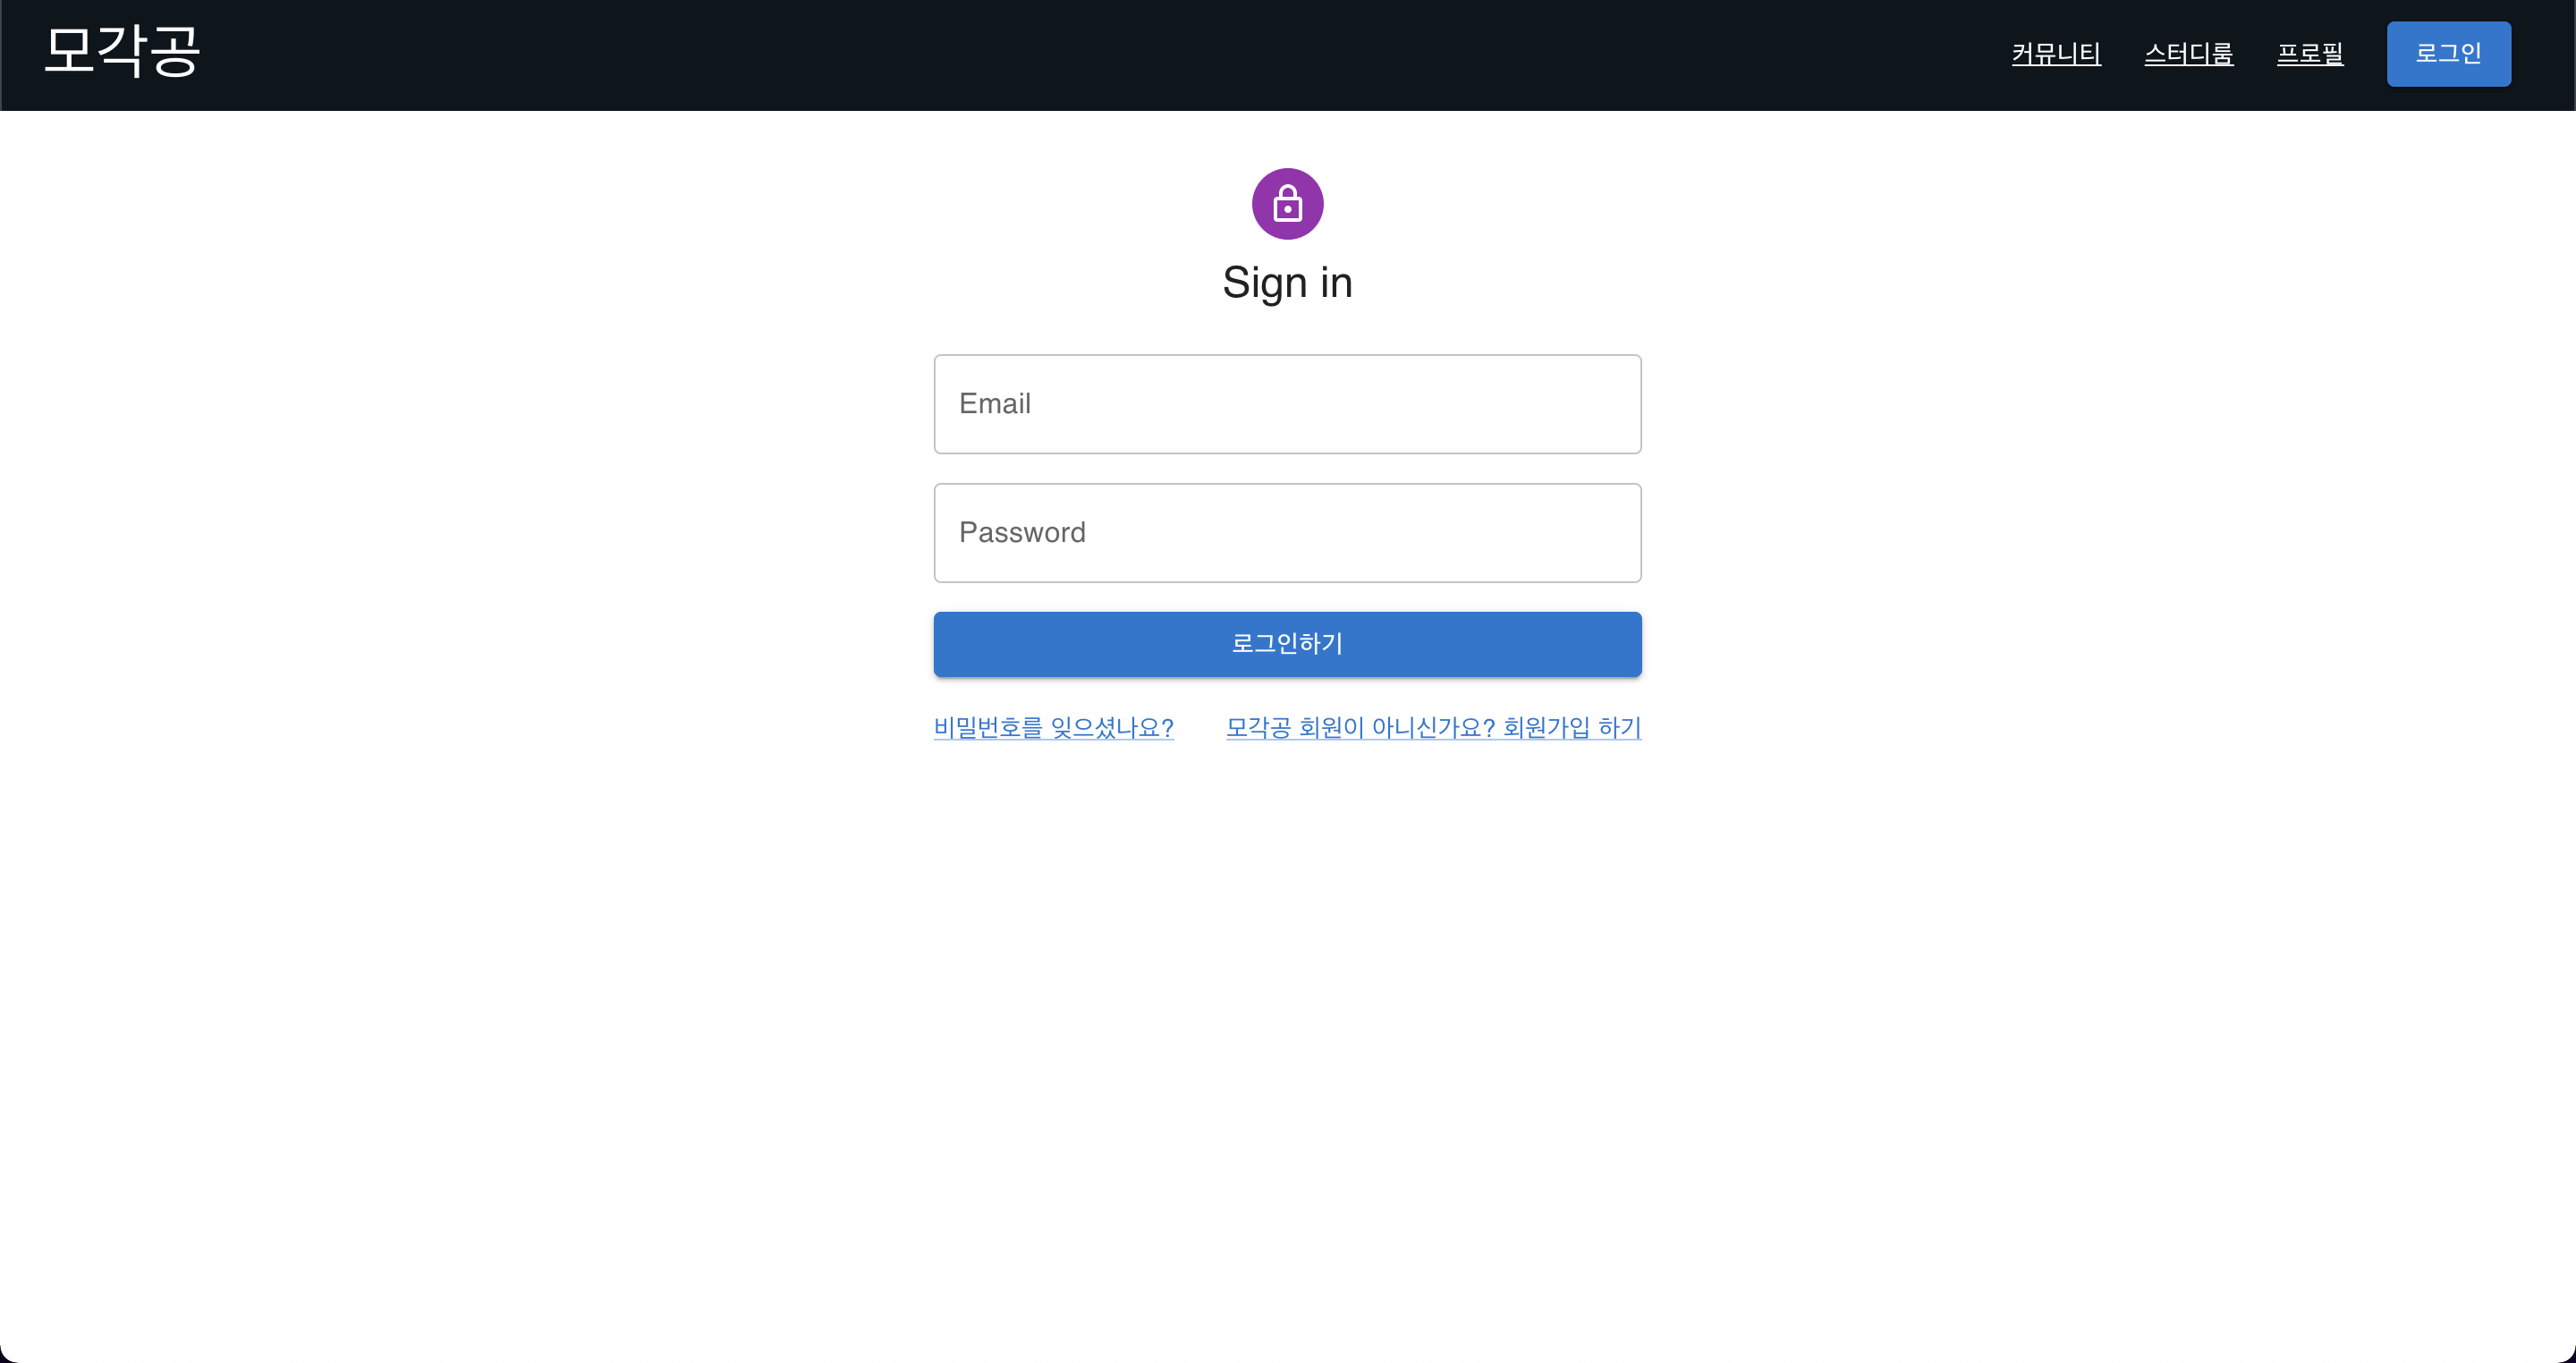 모각공
커뮤니티 스터디룸 프로필 로그인
Sign in
Email
Password
로그인하기
비밀번호를 잊으셨나요? 모각공 회원이 아니신가요? 회원가입 하기